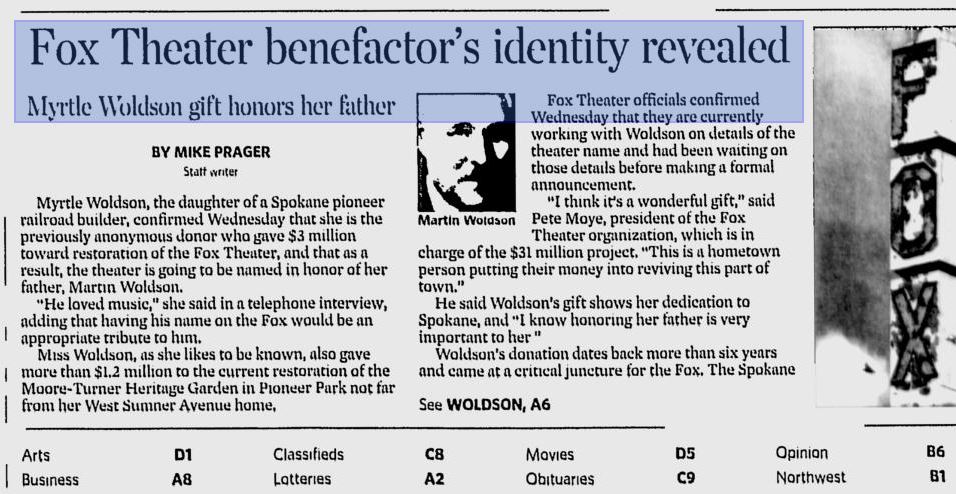 Fox Theater benefactor's identity revealed
Myrtle Woldson gift honors her father
BY MIKE PRAGER
Staff writer
Myrtle Woldson, the daughter of a Spokane pioneer
railroad builder, confirmed Wednesday that she is the
previously anonymous donor who gave $3 million
toward restoration of the Fox Theater, and that as a
result, the theater is going to be named in honor of her
father, Martin Woldson.
"He loved music," she said in a telephone interview,
adding that having his name on the Fox would be an
appropriate tribute to him.
Miss Woldson, as she likes to be known, also gave
more than $1.2 million to the current restoration of the
Moore-Turner Heritage Garden in Pioneer Park not far
from her West Sumner Avenue home,
Martin Woldson
Fox Theater officials confirmed
Wednesday that they are currently
working with Woldson on details of the
theater name and had been waiting on
those details before making a formal
announcement.
"I think it's a wonderful gift," said
Pete Moye, president of the Fox
Theater organization, which is in
charge of the $31 million project. "This is a hometown
person putting their money into reviving this part of
town."
He said Woldson's gift shows her dedication to
Spokane, and "I know honoring her father is very
important to her "
Woldson's donation dates back more than six years
and came at a critical juncture for the Fox. The Spokane
See WOLDSON, A6
FOX
Arts D1 Classifieds C8 Movies D5 Opinion B6
Business A8 Lotteries A2 Obituaries C9 Northwest B1